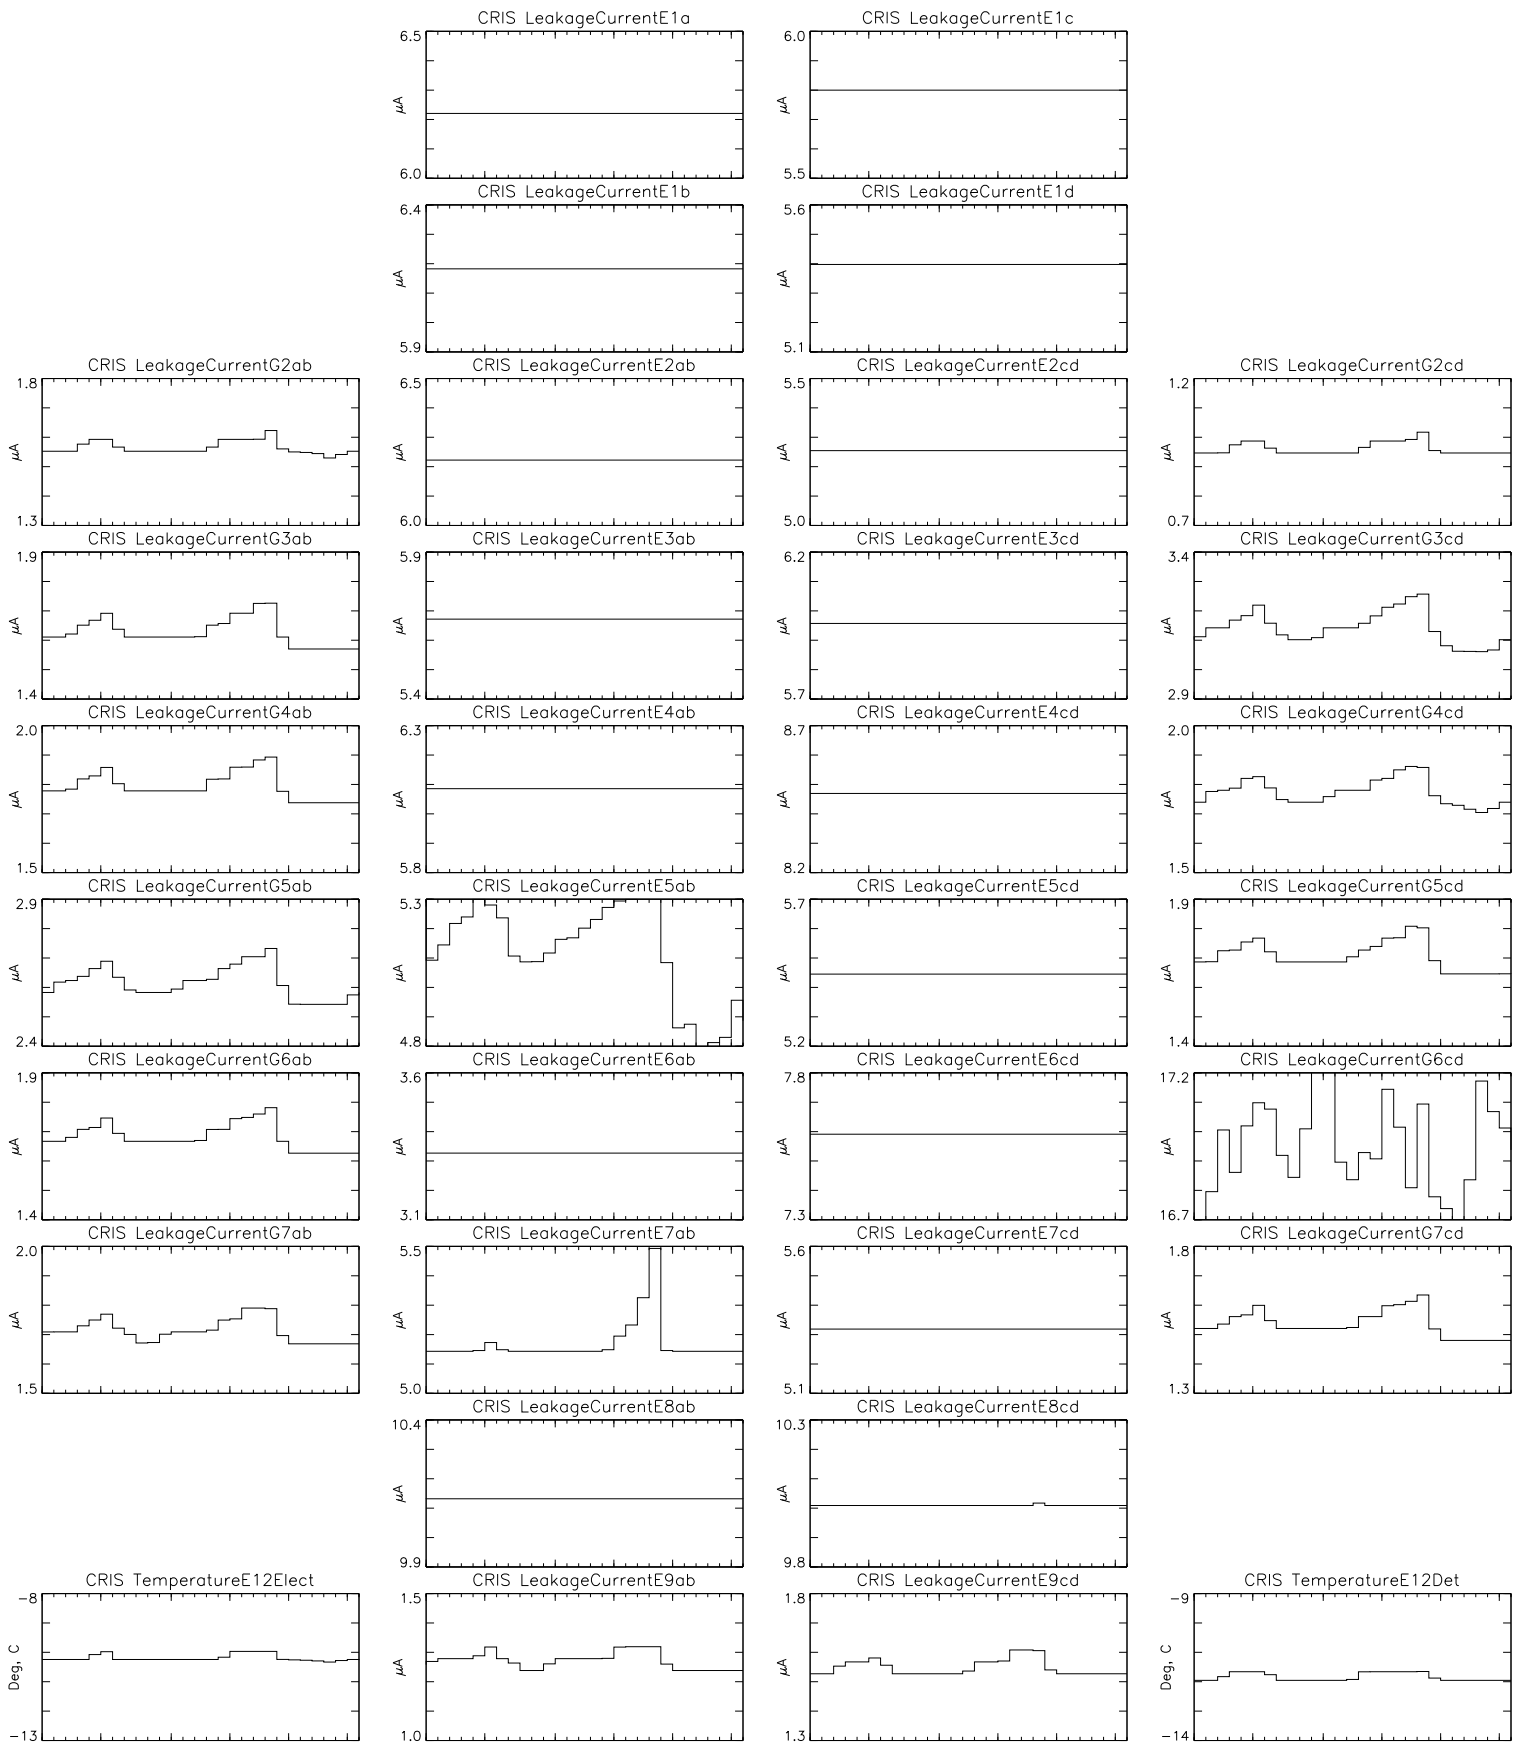 CRIS LeakageCurrentE1a
6.5
μA
6.0
CRIS LeakageCurrentE1c
6.0
μA
5.5
CRIS LeakageCurrentE1b
6.4
μA
5.9
CRIS LeakageCurrentE1d
5.6
μA
5.1
CRIS LeakageCurrentG2ab
1.8
μA
1.3
CRIS LeakageCurrentE2ab
6.5
μA
6.0
CRIS LeakageCurrentE2cd
5.5
μA
5.0
CRIS LeakageCurrentG2cd
1.2
μA
0.7
CRIS LeakageCurrentG3ab
1.9
μA
1.4
CRIS LeakageCurrentE3ab
5.9
μA
5.4
CRIS LeakageCurrentE3cd
6.2
μA
5.7
CRIS LeakageCurrentG3cd
3.4
μA
2.9
CRIS LeakageCurrentG4ab
2.0
μA
1.5
CRIS LeakageCurrentE4ab
6.3
μA
5.8
CRIS LeakageCurrentE4cd
8.7
μA
8.2
CRIS LeakageCurrentG4cd
2.0
μA
1.5
CRIS LeakageCurrentG5ab
2.9
μA
2.4
CRIS LeakageCurrentE5ab
5.3
μA
4.8
CRIS LeakageCurrentE5cd
5.7
μA
5.2
CRIS LeakageCurrentG5cd
1.9
μA
1.4
CRIS LeakageCurrentG6ab
1.9
μA
1.4
CRIS LeakageCurrentE6ab
3.6
μA
3.1
CRIS LeakageCurrentE6cd
7.8
μA
7.3
CRIS LeakageCurrentG6cd
17.2
μA
16.7
CRIS LeakageCurrentG7ab
2.0
μA
1.5
CRIS LeakageCurrentE7ab
5.5
μA
5.0
CRIS LeakageCurrentE7cd
5.6
μA
5.1
CRIS LeakageCurrentG7cd
1.8
μA
1.3
CRIS LeakageCurrentE8ab
10.4
μA
9.9
CRIS LeakageCurrentE8cd
10.3
μA
9.8
CRIS TemperatureE12Elect
-8
Deg, C
-13
CRIS LeakageCurrentE9ab
1.5
μA
1.0
CRIS LeakageCurrentE9cd
1.8
μA
1.3
CRIS TemperatureE12Det
-9
Deg, C
-14